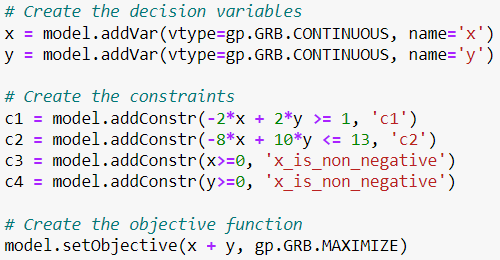 # Create the decision variables
x = model.addVar(vtype=gp.GRB.CONTINUOUS, name='x')
y = model.addVar(vtype=gp.GRB.CONTINUOUS, name='y')
# Create the constraints
c1 = model.addConstr(-2*x + 2*y >= 1, 'c1')
c2 = model.addConstr(-8*x + 10*y <= 13, 'c2')
c3 = model.addConstr(x>=0, 'x_is_non_negative')
c4 = model.addConstr(y>=0, 'x_is_non_negative')
# Create the objective function
model.setObjective(x + y, gp.GRB.MAXIMIZE)